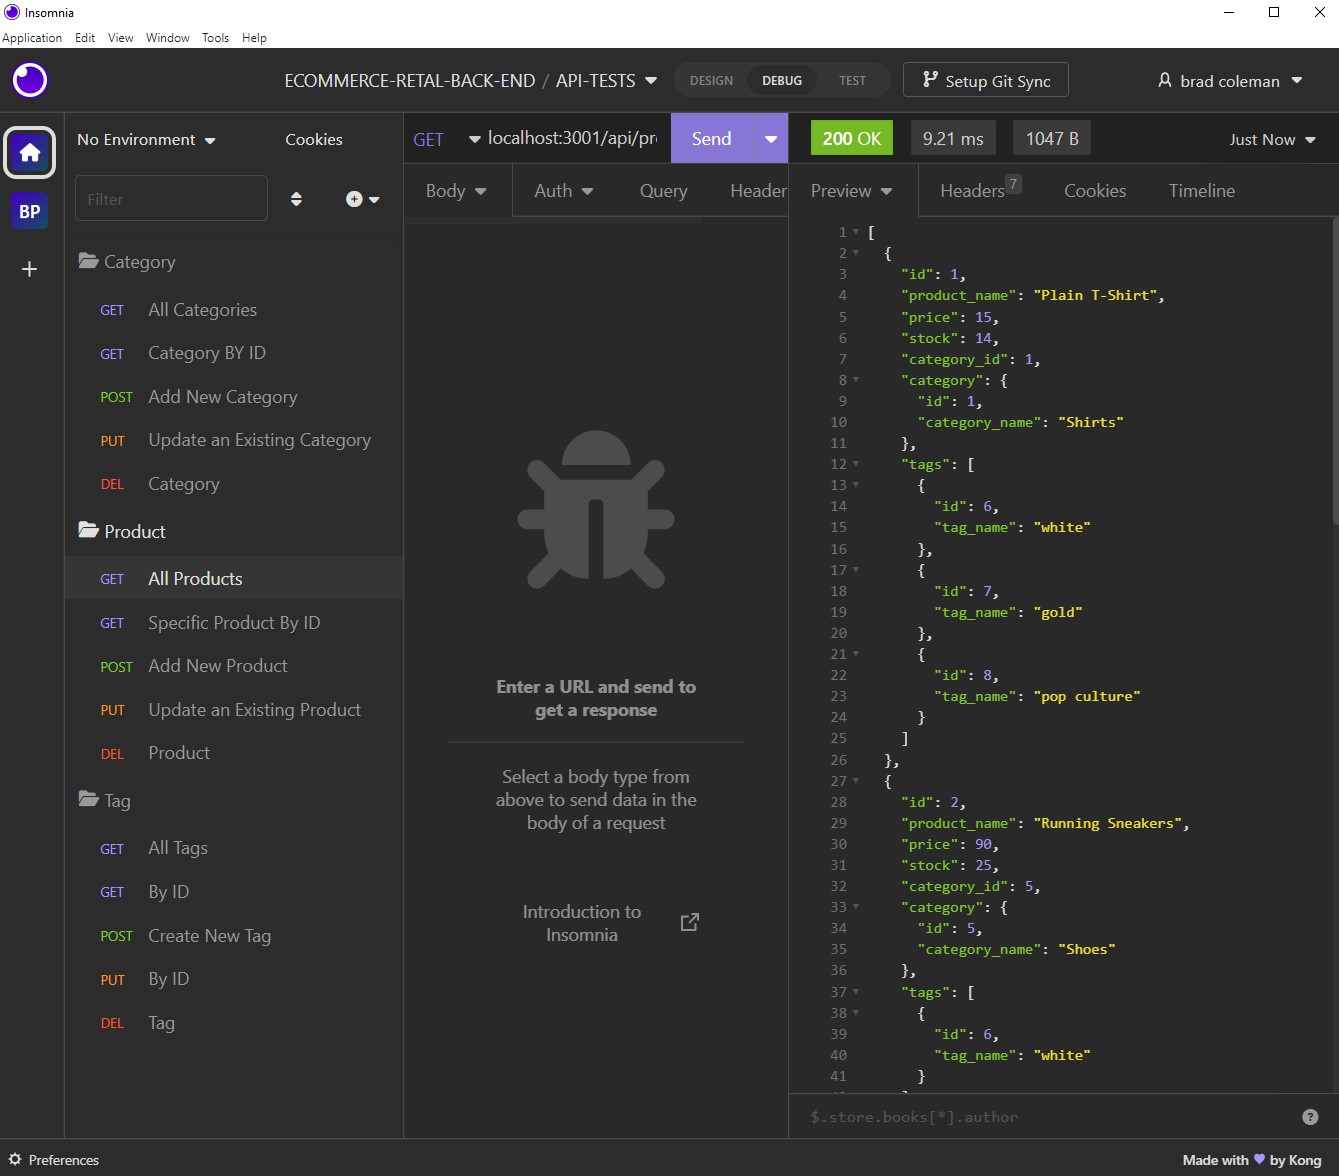 Insomnia
Application Edit View Window Tools Help
ECOMMERCE-RETAL-BACK-END / API-TESTS
DESIGN DEBUG TEST
Setup Git Sync
brad coleman
BP
No Environment
Cookies
Filter
Category
GET All Categories
GET Category BY ID
POST Add New Category
PUT Update an Existing Category
DEL Category
Product
GET All Products
GET Specific Product By ID
POST Add New Product
PUT Update an Existing Product
DEL Product
Tag
GET All Tags
GET By ID
POST Create New Tag
PUT By ID
DEL Tag
GET localhost:3001/api/pr
Send
Body Auth Query Header
Enter a URL and send to
get a response
Select a body type from
above to send data in the
body of a request
Introduction to
Insomnia
200 OK 9.21 ms 1047 B Just Now
Preview Headers 7 Cookies Timeline
1 [
2 {
3 "id": 1,
4 "product_name": "Plain T-Shirt",
5 "price": 15,
6 "stock": 14,
7 "category_id": 1,
8 "category": {
9 "id": 1,
10 "category_name": "Shirts"
11 },
12 "tags": [
13 {
14 "id": 6,
15 "tag_name": "white"
16 },
17 {
18 "id": 7,
19 "tag_name": "gold"
20 },
21 {
22 "id": 8,
23 "tag_name": "pop culture"
24 }
25 ]
26 },
27 {
28 "id": 2,
29 "product_name": "Running Sneakers",
30 "price": 90,
31 "stock": 25,
32 "category_id": 5,
33 "category": {
34 "id": 5,
35 "category_name": "Shoes"
36 },
37 "tags": [
38 {
39 "id": 6,
40 "tag_name": "white"
41 }
$.store.books[*].author
Preferences
Made with 💜 by Kong